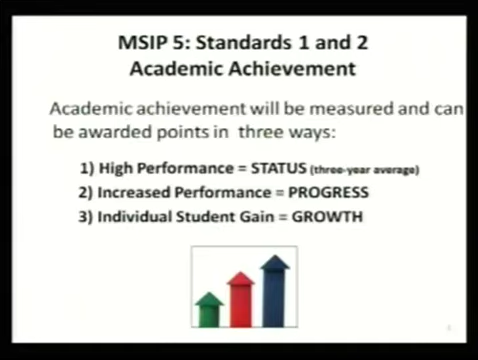 MSIP 5: Standards 1 and 2
Academic Achievement
Academic achievement will be measured and can
be awarded points in three ways:
1) High Performance = STATUS (three-year average)
2) Increased Performance = PROGRESS
3) Individual Student Gain = GROWTH